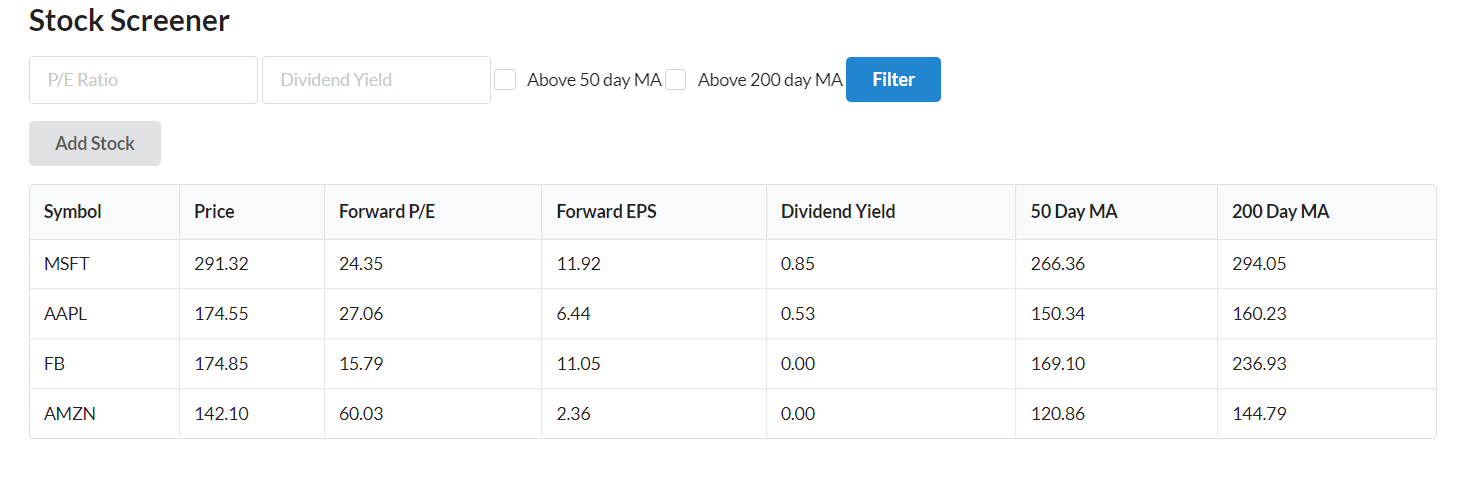 Stock Screener
P/E Ratio Dividend Yield Above 50 day MA Above 200 day MA Filter
Add Stock
Symbol Price Forward P/E Forward EPS Dividend Yield 50 Day MA 200 Day MA
MSFT 291.32 24.35 11.92 0.85 266.36 294.05
AAPL 174.55 27.06 6.44 0.53 150.34 160.23
FB 174.85 15.79 11.05 0.00 169.10 236.93
AMZN 142.10 60.03 2.36 0.00 120.86 144.79